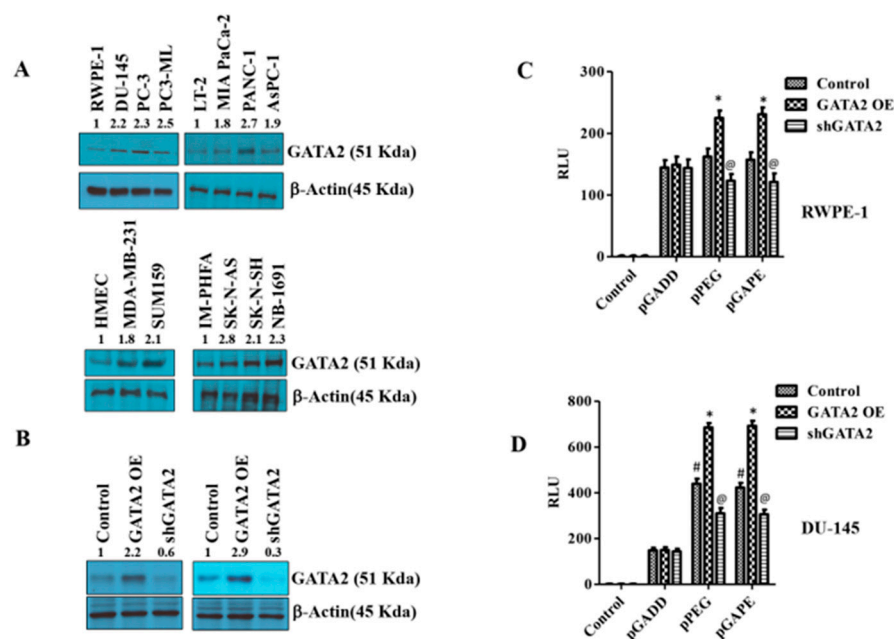 A
RWPE-1 DU-145 PC-3 PC3-ML LT-2 MIA PaCa-2 PANC-1 AsPC-1
1 2.2 2.3 2.5 1 1.8 2.7 1.9
GATA2 (51 Kda)
β-Actin(45 Kda)
HMEC MDA-MB-231 SUM159 IM-PHFA SK-N-AS SK-N-SH NB-1691
1 1.8 2.1 1 2.8 2.1 2.3
GATA2 (51 Kda)
β-Actin(45 Kda)
B
Control GATA2 OE shGATA2 Control GATA2 OE shGATA2
1 2.2 0.6 1 2.9 0.3
GATA2 (51 Kda)
β-Actin(45 Kda)
C
300
200
100
0
RLU
* *
@ @
Control
GATA2 OE
shGATA2
RWPE-1
Control pGADD pPEG pGAPE
D
800
600
400
200
0
RLU
* *
# @ # @
Control
GATA2 OE
shGATA2
DU-145
Control pGADD pPEG pGAPE